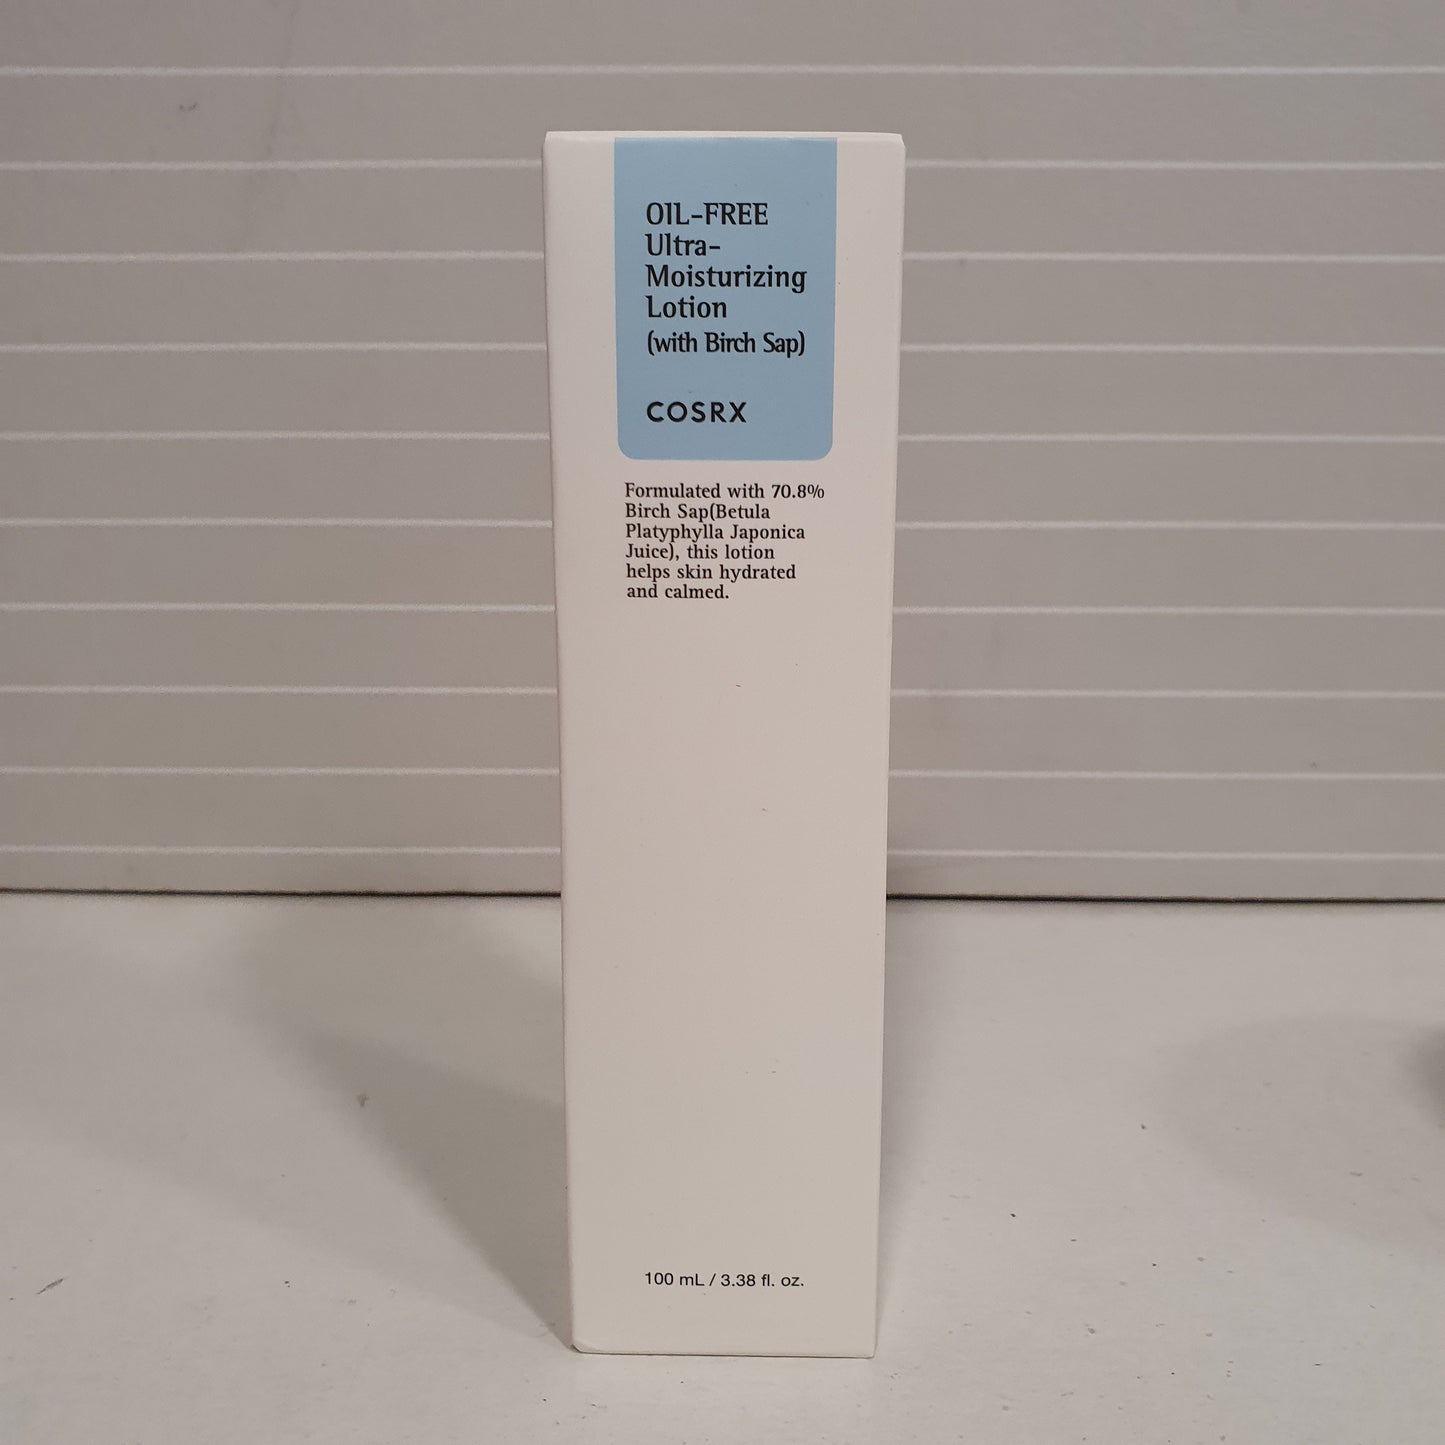 OIL-FREE
Ultra-
Moisturizing
Lotion
(with Birch Sap)
COSRX
Formulated with 70.8%
Birch Sap(Betula
Platyphylla Japonica
Juice), this lotion
helps skin hydrated
and calmed.
100 mL / 3.38 fl. oz.